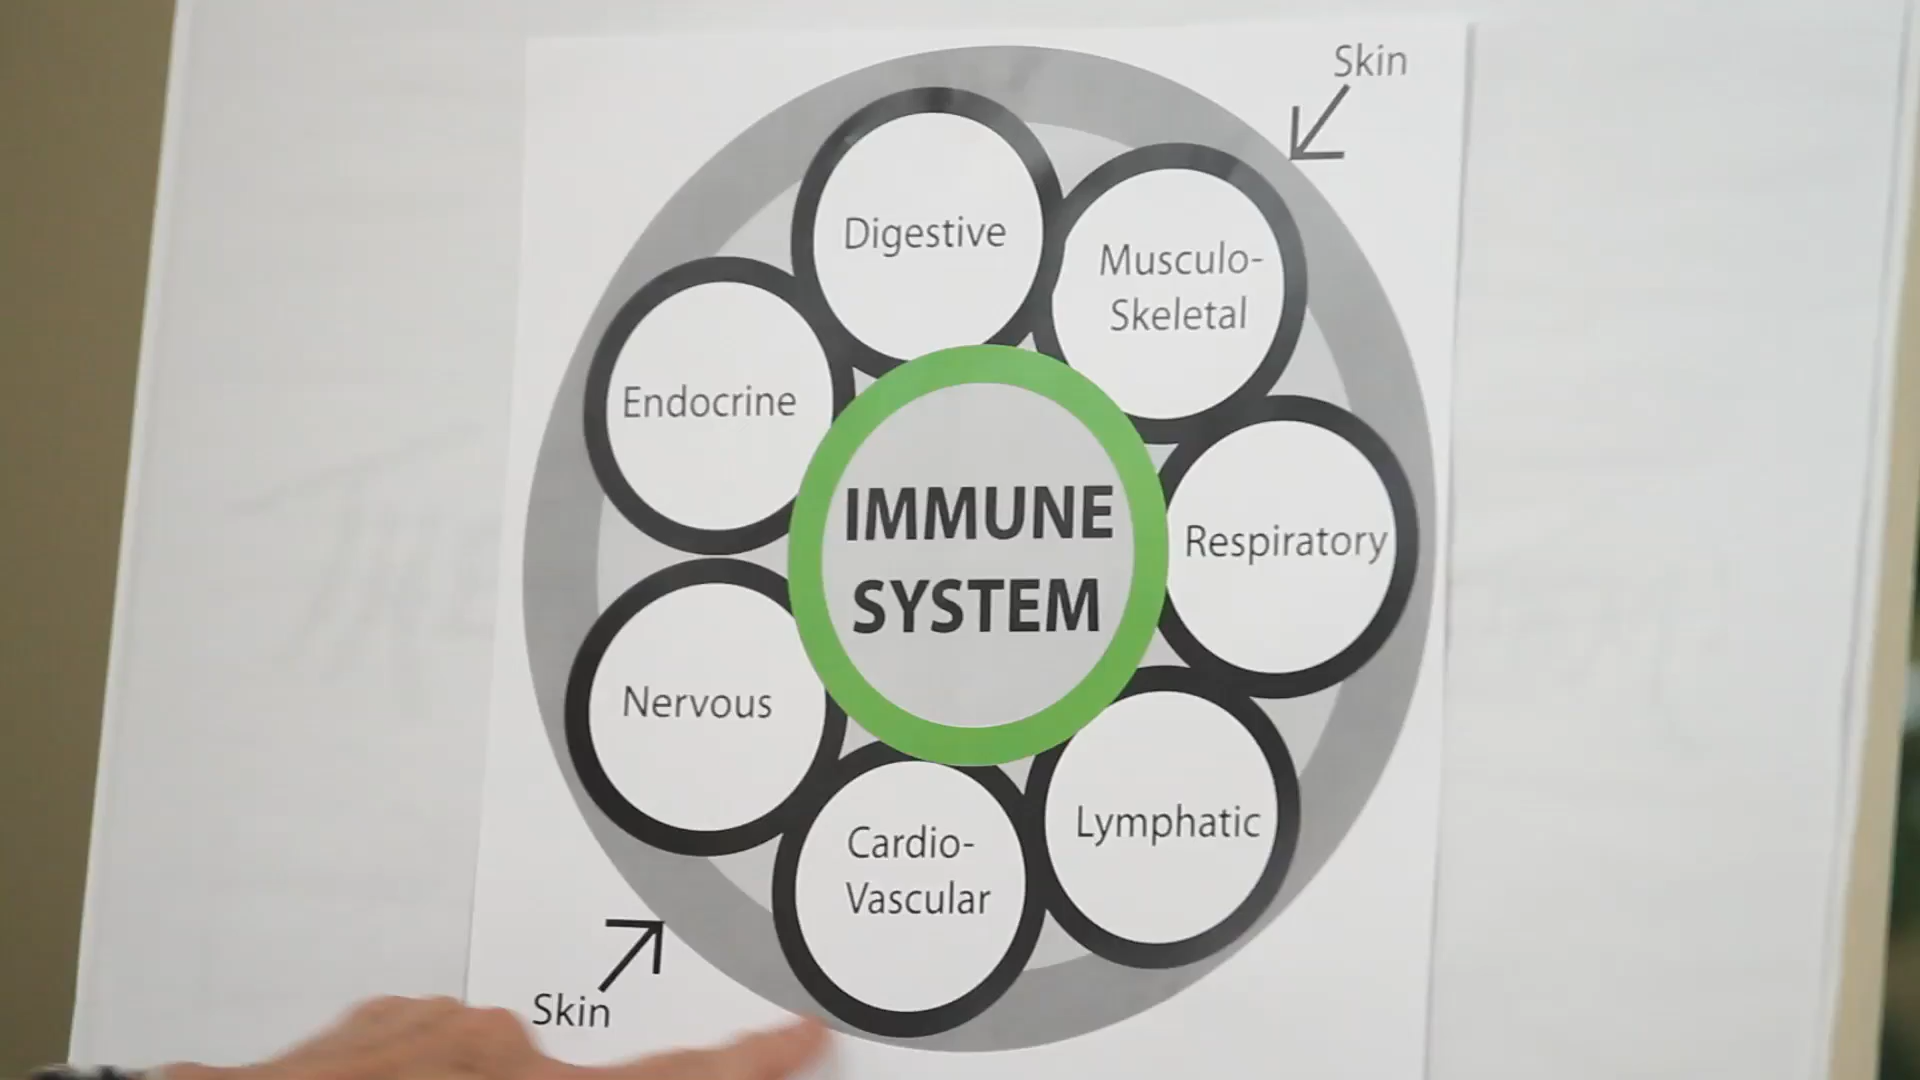 Skin
Digestive
Musculo-
Skeletal
Endocrine
IMMUNE
SYSTEM
Respiratory
Nervous
Lymphatic
Cardio-
Vascular
Skin